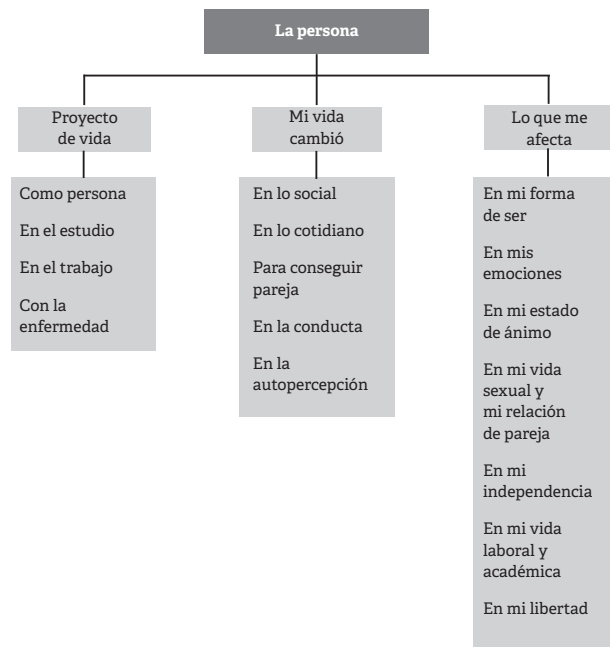 La persona
Proyecto
de vida
Como persona
En el estudio
En el trabajo
Con la
enfermedad
Mi vida
cambió
En lo social
En lo cotidiano
Para conseguir
pareja
En la conducta
En la
autopercepción
Lo que me
afecta
En mi forma
de ser
En mis
emociones
En mi estado
de ánimo
En mi vida
sexual y
mi relación
de pareja
En mi
independencia
En mi vida
laboral y
académica
En mi libertad